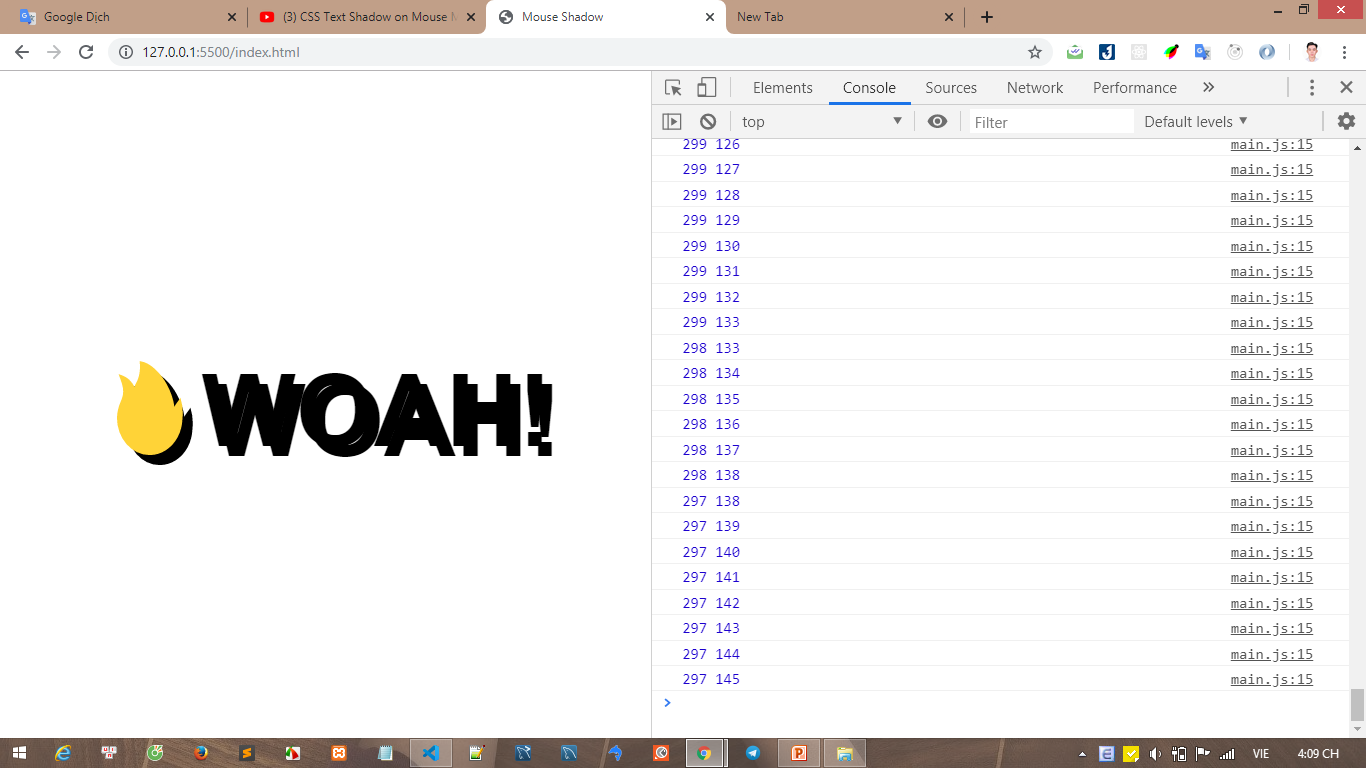 Google Dịch
(3) CSS Text Shadow on Mouse M
Mouse Shadow
New Tab
127.0.0.1:5500/index.html
Elements Console Sources Network Performance
top Filter Default levels
299 126 main.js:15
299 127 main.js:15
299 128 main.js:15
299 129 main.js:15
299 130 main.js:15
299 131 main.js:15
299 132 main.js:15
299 133 main.js:15
298 133 main.js:15
298 134 main.js:15
298 135 main.js:15
298 136 main.js:15
298 137 main.js:15
298 138 main.js:15
297 138 main.js:15
297 139 main.js:15
297 140 main.js:15
297 141 main.js:15
297 142 main.js:15
297 143 main.js:15
297 144 main.js:15
297 145 main.js:15
WOAH!
VIE 4:09 CH